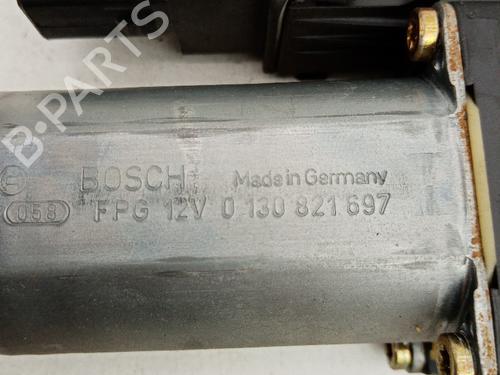 B-PARTS
BOSCH Made in Germany
058 FPG 12V 0 130 821 697